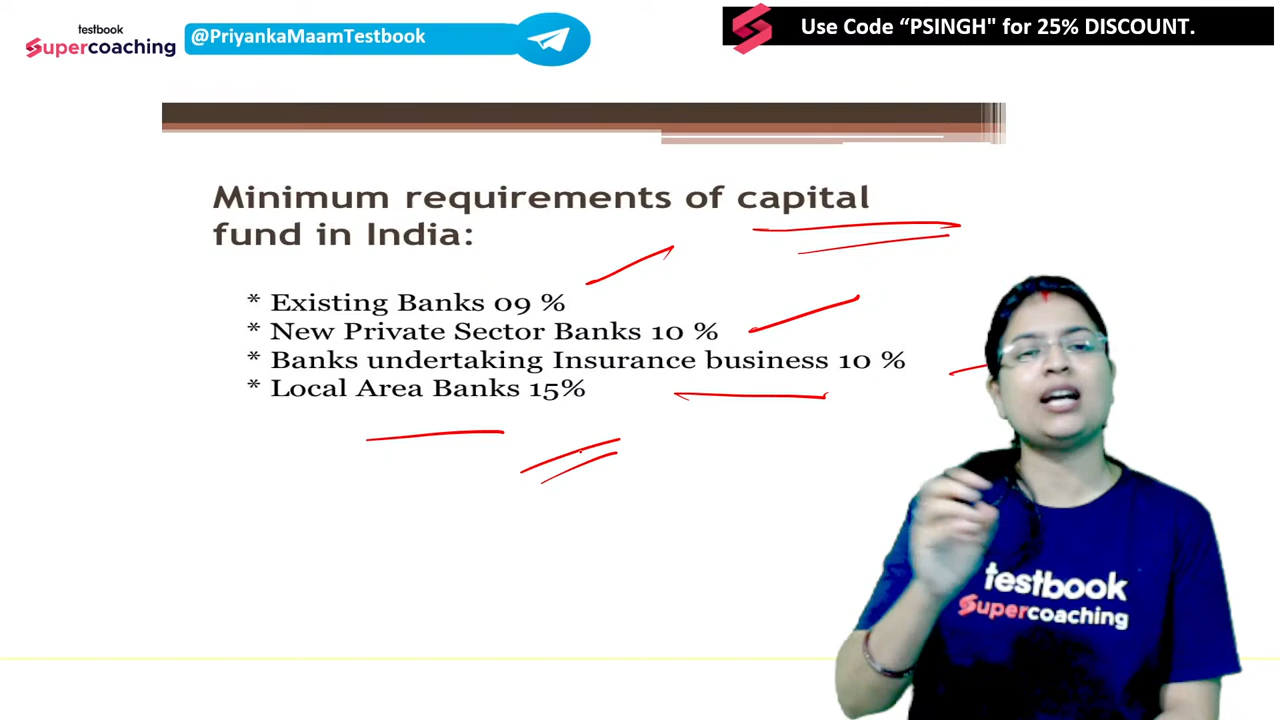 testbook
Supercoaching
@PriyankaMaamTestbook
Use Code “PSINGH" for 25% DISCOUNT.
Minimum requirements of capital
fund in India:
* Existing Banks 09 %
* New Private Sector Banks 10 %
* Banks undertaking Insurance business 10 %
* Local Area Banks 15%
testbook
Supercoaching